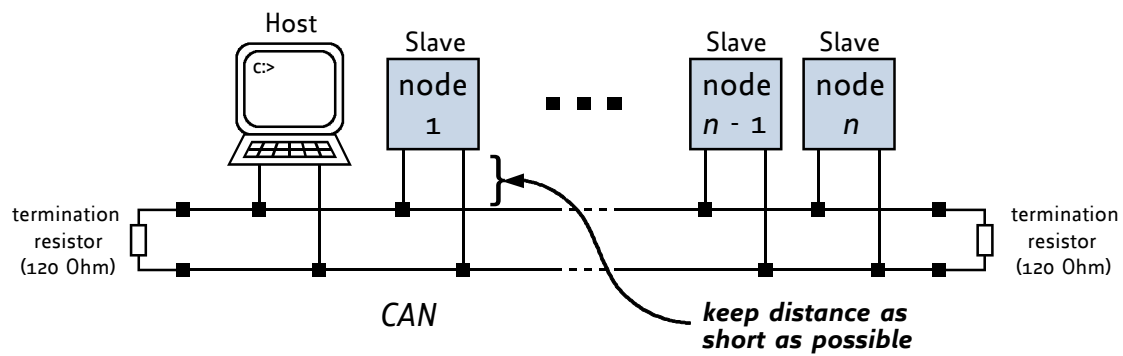 Host
C:>
Slave
node
1
Slave
node
n - 1
Slave
node
n
termination
resistor
(120 Ohm)
termination
resistor
(120 Ohm)
CAN
keep distance as
short as possible